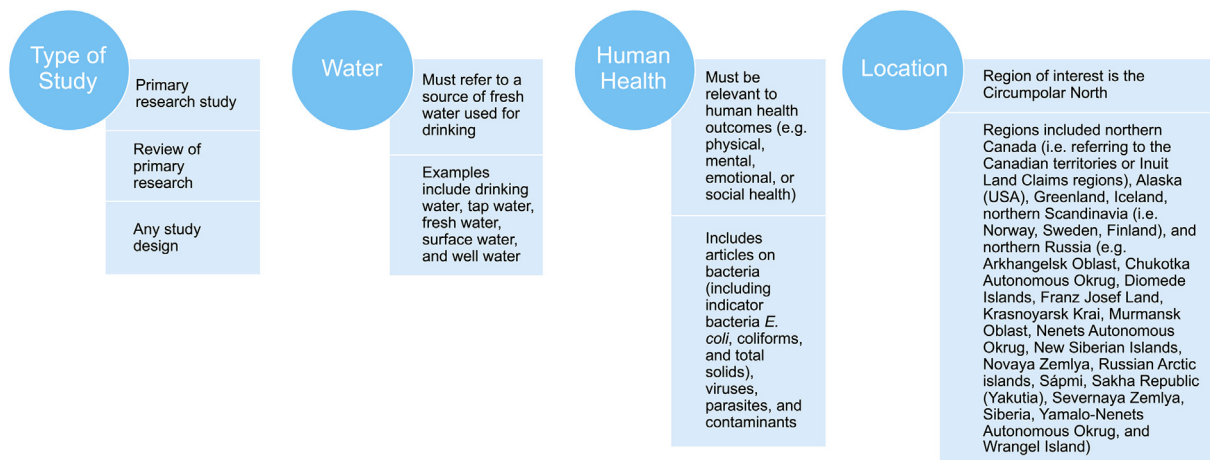 Type of
Study
Primary
research study
Review of
primary
research
Any study
design
Water
Must refer to a
source of fresh
water used for
drinking
Examples
include drinking
water, tap water,
fresh water,
surface water,
and well water
Human
Health
Must be
relevant to
human health
outcomes (e.g.
physical,
mental,
emotional, or
social health)
Includes
articles on
bacteria
(including
indicator
bacteria E.
coli, coliforms,
and total
solids),
viruses,
parasites, and
contaminants
Location
Region of interest is the
Circumpolar North
Regions included northern
Canada (i.e. referring to the
Canadian territories or Inuit
Land Claims regions), Alaska
(USA), Greenland, Iceland,
northern Scandinavia (i.e.
Norway, Sweden, Finland), and
northern Russia (e.g.
Arkhangelsk Oblast, Chukotka
Autonomous Okrug, Diomede
Islands, Franz Josef Land,
Krasnoyarsk Krai, Murmansk
Oblast, Nenets Autonomous
Okrug, New Siberian Islands,
Novaya Zemlya, Russian Arctic
islands, Sápmi, Sakha Republic
(Yakutia), Severnaya Zemlya,
Siberia, Yamalo-Nenets
Autonomous Okrug, and
Wrangel Island)